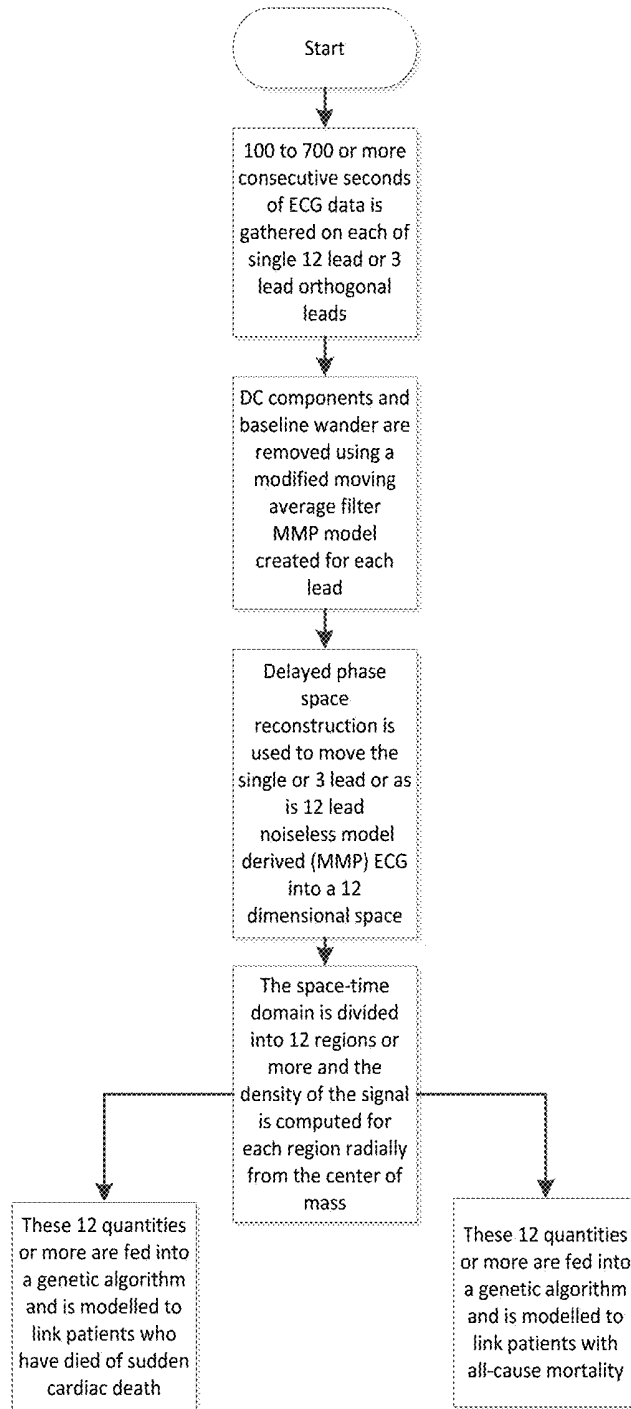 Start
100 to 700 or more
consecutive seconds
of ECG data is
gathered on each of
single 12 lead or 3
lead orthogonal
leads
DC components and
baseline wander are
removed using a
modified moving
average filter
MMP model
created for each
lead
Delayed phase
space
reconstruction is
used to move the
single or 3 lead or as
is 12 lead
noiseless model
derived (MMP) ECG
into a 12
dimensional space
The space-time
domain is divided
into 12 regions or
more and the
density of the signal
is computed for
each region radially
from the center of
mass
These 12 quantities
or more are fed into
a genetic algorithm
and is modelled to
link patients who
have died of sudden
cardiac death
These 12 quantities
or more are fed into
a genetic algorithm
and is modelled to
link patients with
all-cause mortality